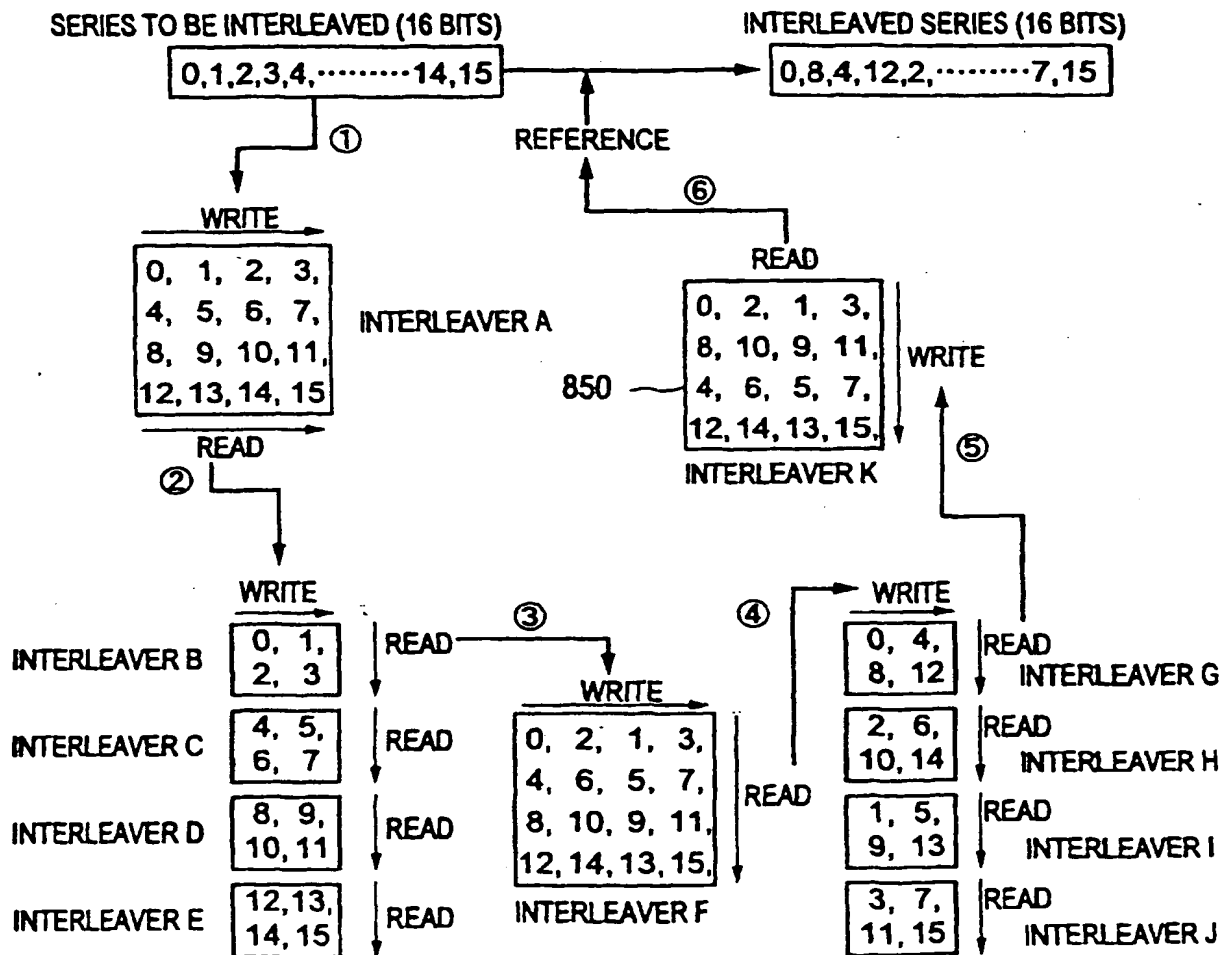 SERIES TO BE INTERLEAVED (16 BITS)
0,1,2,3,4,·········14,15
INTERLEAVED SERIES (16 BITS)
0,8,4,12,2,·········7,15
①
REFERENCE
⑥
WRITE
0, 1, 2, 3,
4, 5, 6, 7,
8, 9, 10, 11,
12, 13, 14, 15
READ
INTERLEAVER A
READ
0, 2, 1, 3,
8, 10, 9, 11,
4, 6, 5, 7,
12, 14, 13, 15,
WRITE
850
INTERLEAVER K
②
⑤
WRITE
INTERLEAVER B
0, 1,
2, 3
READ
INTERLEAVER C
4, 5,
6, 7
READ
INTERLEAVER D
8, 9,
10, 11
READ
INTERLEAVER E
12, 13,
14, 15
READ
③
WRITE
0, 2, 1, 3,
4, 6, 5, 7,
8, 10, 9, 11,
12, 14, 13, 15,
READ
INTERLEAVER F
④
WRITE
0, 4,
8, 12
READ
INTERLEAVER G
2, 6,
10, 14
READ
INTERLEAVER H
1, 5,
9, 13
READ
INTERLEAVER I
3, 7,
11, 15
READ
INTERLEAVER J